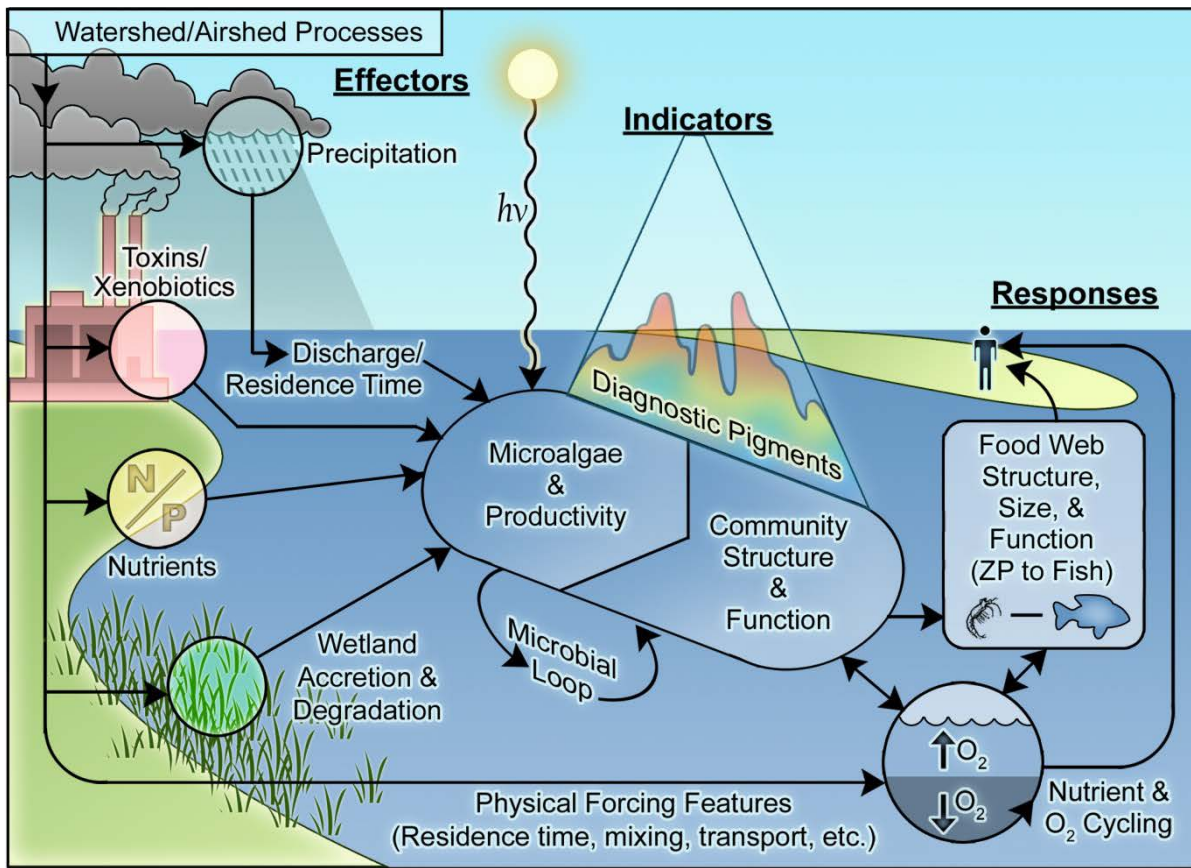 Watershed/Airshed Processes
Effectors
Indicators
Precipitation
hν
Toxins/
Xenobiotics
Responses
Discharge/
Residence Time
Diagnostic Pigments
Microalgae
&
Productivity
Food Web
Structure,
Size, &
Function
(ZP to Fish)
N/P
Nutrients
Community
Structure
&
Function
Microbial
Loop
Wetland
Accretion &
Degradation
O₂
O₂
Nutrient &
O₂ Cycling
Physical Forcing Features
(Residence time, mixing, transport, etc.)